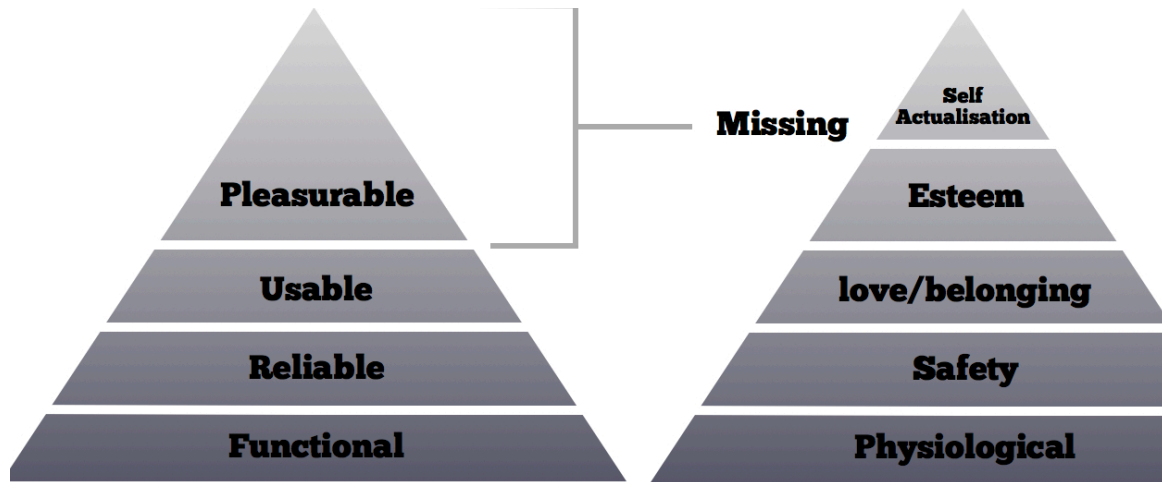 Pleasurable
Usable
Reliable
Functional
Missing
Self
Actualisation
Esteem
love/belonging
Safety
Physiological